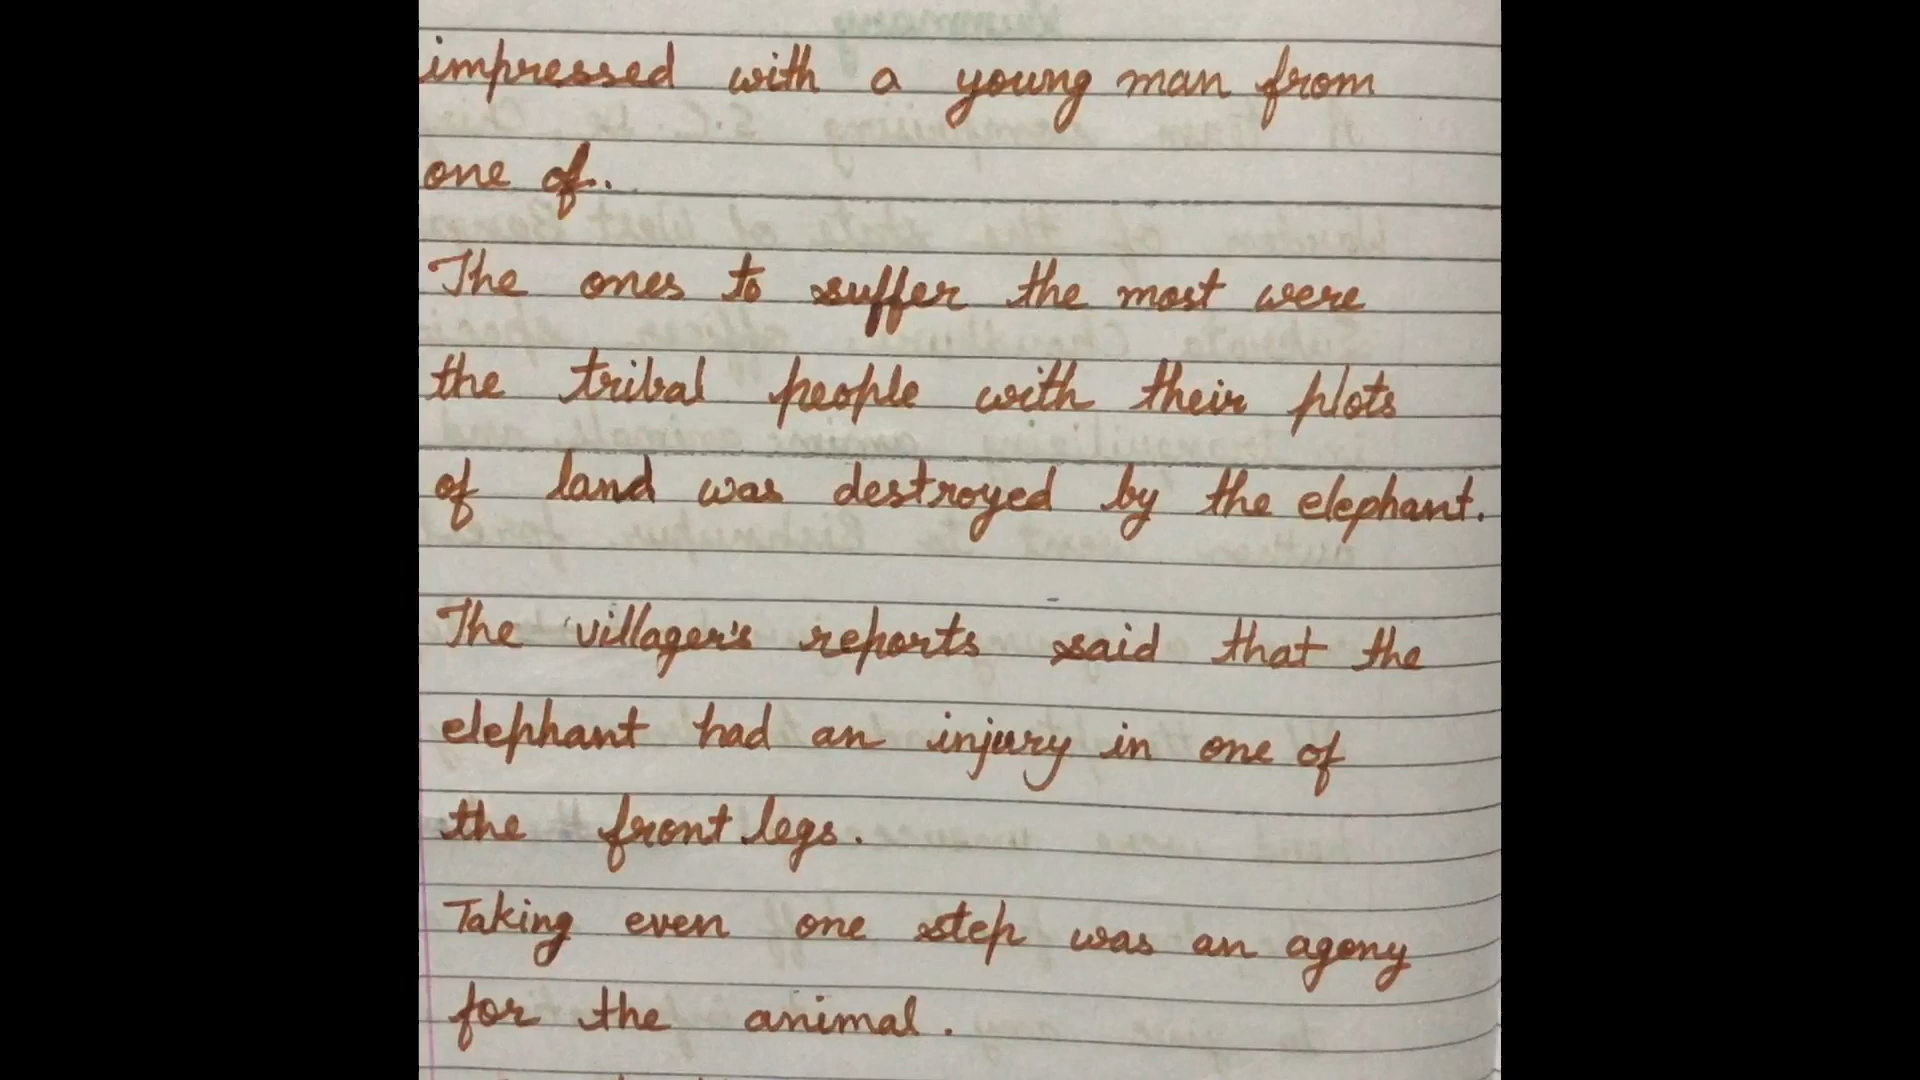 impressed with a young man from
one of.
The ones to suffer the most were
the tribal people with their plots
of land was destroyed by the elephant.
The villager's reports said that the
elephant had an injury in one of
the front legs.
Taking even one step was an agony
for the animal.